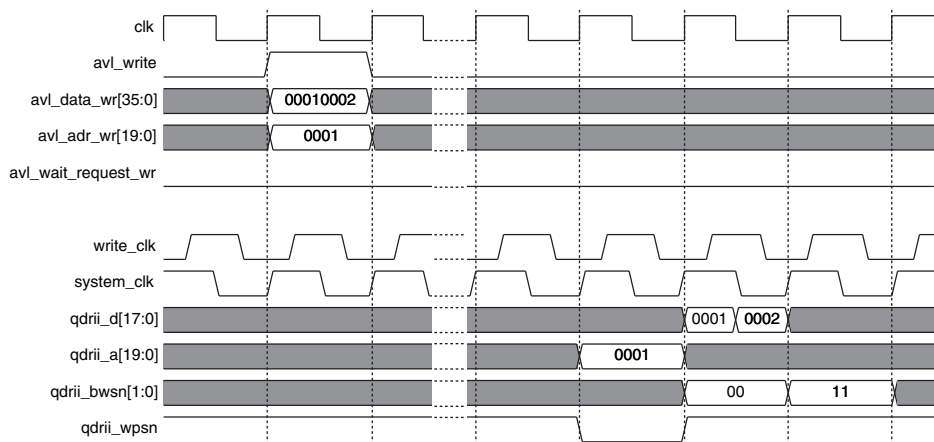 clk
avl_write
avl_data_wr[35:0] 00010002
avl_adr_wr[19:0] 0001
avl_wait_request_wr
write_clk
system_clk
qdrii_d[17:0] 0001 0002
qdrii_a[19:0] 0001
qdrii_bwsn[1:0] 00 11
qdrii_wpsn